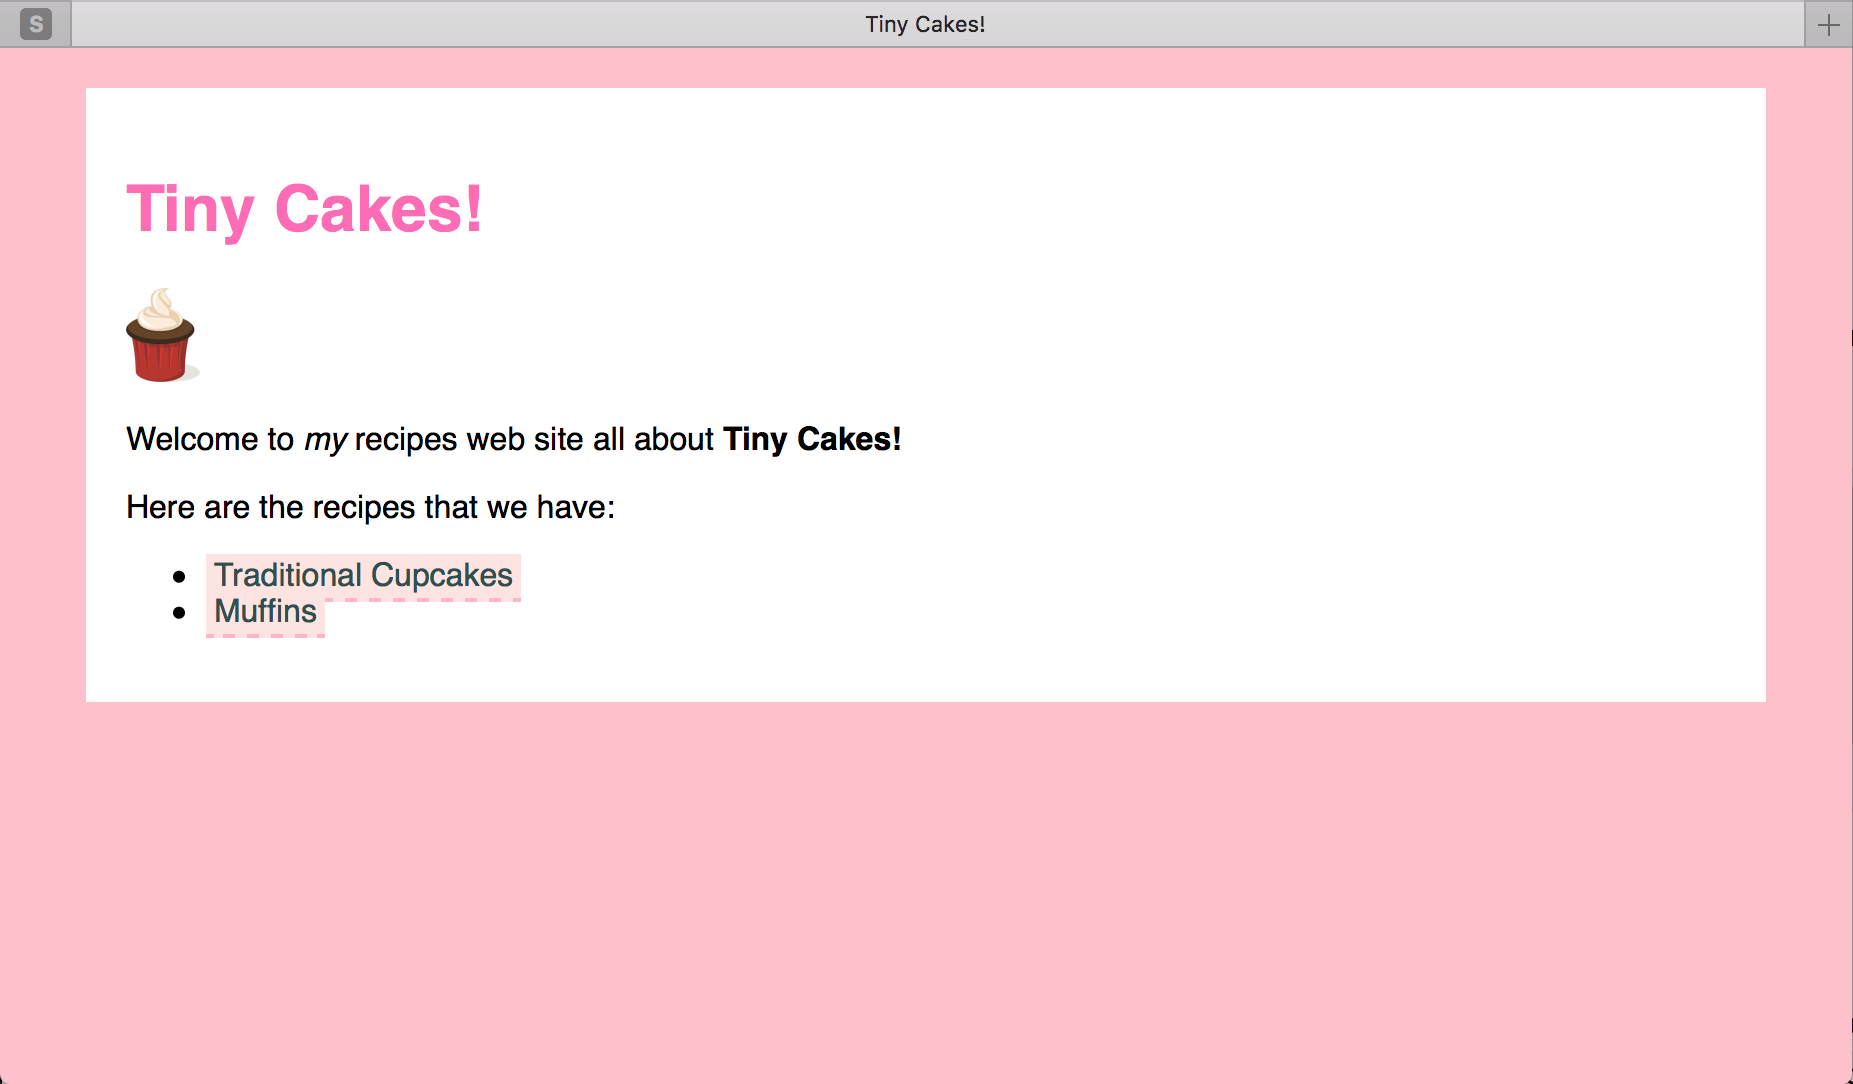 S
Tiny Cakes!
Tiny Cakes!
Welcome to my recipes web site all about Tiny Cakes!
Here are the recipes that we have:
Traditional Cupcakes
Muffins